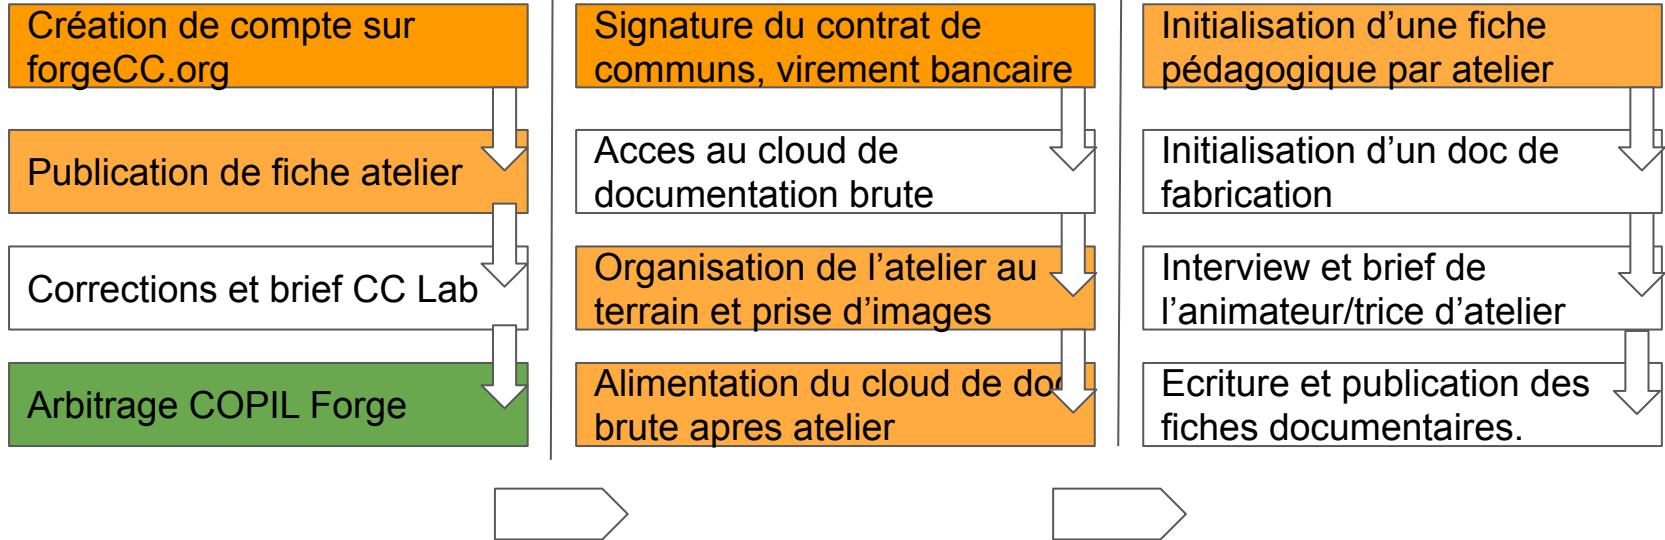 Création de compte sur
forgeCC.org
Publication de fiche atelier
Corrections et brief CC Lab
Arbitrage COPIL Forge
Signature du contrat de
communs, virement bancaire
Acces au cloud de
documentation brute
Organisation de l’atelier au
terrain et prise d’images
Alimentation du cloud de doc
brute apres atelier
Initialisation d’une fiche
pédagogique par atelier
Initialisation d’un doc de
fabrication
Interview et brief de
l’animateur/trice d’atelier
Ecriture et publication des
fiches documentaires.